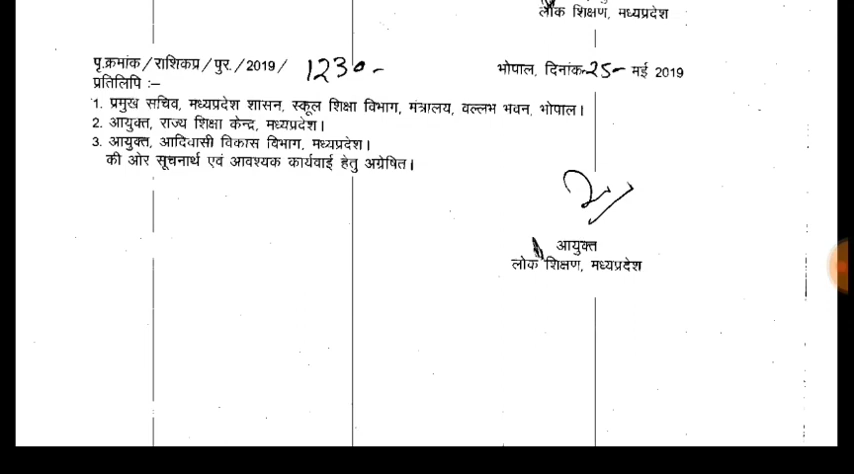 लोक शिक्षण, मध्यप्रदेश
पृ.क्रमांक/राशिकप्र/पुर./2019/ 1230- भोपाल, दिनांक-25- मई 2019
प्रतिलिपि :–
1. प्रमुख सचिव, मध्यप्रदेश शासन, स्कूल शिक्षा विभाग, मंत्रालय, वल्लभ भवन, भोपाल।
2. आयुक्त, राज्य शिक्षा केन्द्र, मध्यप्रदेश।
3. आयुक्त, आदिवासी विकास विभाग, मध्यप्रदेश।
की ओर सूचनार्थ एवं आवश्यक कार्यवाई हेतु अग्रेषित।
आयुक्त
लोक शिक्षण, मध्यप्रदेश